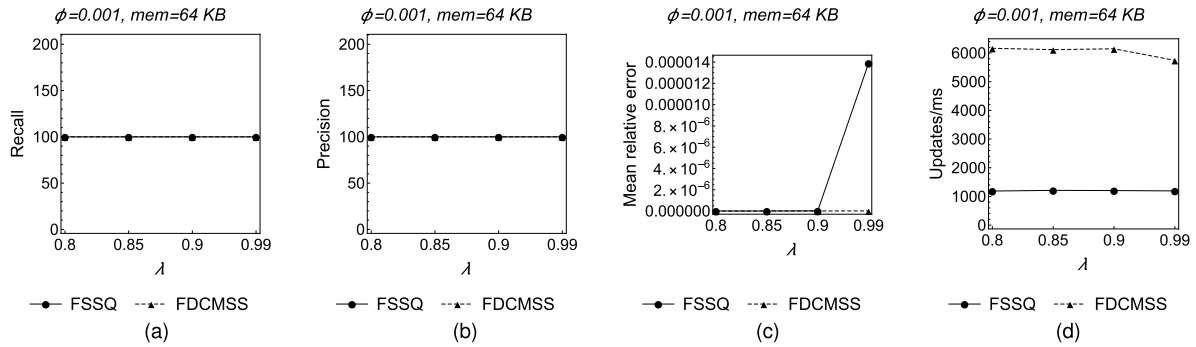 ϕ=0.001, mem=64 KB
200
150
100
50
0
Recall
0.8 0.85 0.9 0.99
λ
FSSQ FDCMSS
(a)
ϕ=0.001, mem=64 KB
200
150
100
50
0
Precision
0.8 0.85 0.9 0.99
λ
FSSQ FDCMSS
(b)
ϕ=0.001, mem=64 KB
0.000014
0.000012
0.000010
8.×10⁻⁶
6.×10⁻⁶
4.×10⁻⁶
2.×10⁻⁶
0.000000
Mean relative error
0.8 0.85 0.9 0.99
λ
FSSQ FDCMSS
(c)
ϕ=0.001, mem=64 KB
6000
5000
4000
3000
2000
1000
0
Updates/ms
0.8 0.85 0.9 0.99
λ
FSSQ FDCMSS
(d)